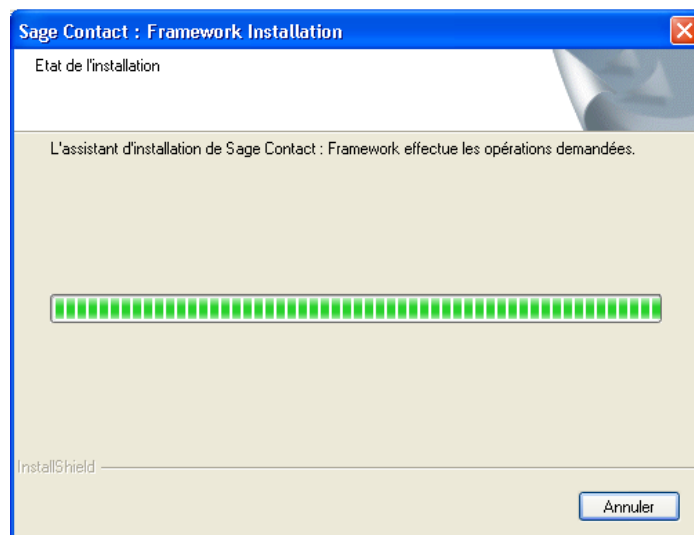 Sage Contact : Framework Installation
Etat de l'installation
L'assistant d'installation de Sage Contact : Framework effectue les opérations demandées.
InstallShield
Annuler